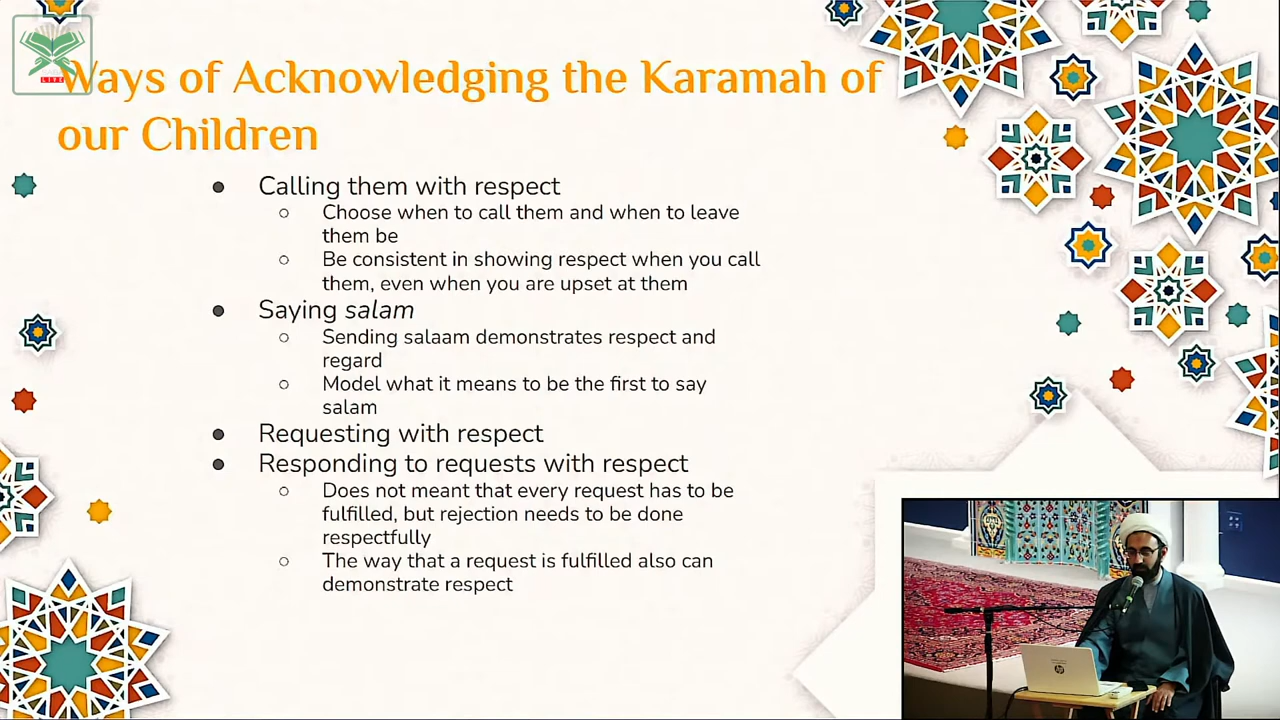 LIVE
Ways of Acknowledging the Karamah of
our Children
● Calling them with respect
○ Choose when to call them and when to leave
them be
○ Be consistent in showing respect when you call
them, even when you are upset at them
● Saying salam
○ Sending salaam demonstrates respect and
regard
○ Model what it means to be the first to say
salam
● Requesting with respect
● Responding to requests with respect
○ Does not meant that every request has to be
fulfilled, but rejection needs to be done
respectfully
○ The way that a request is fulfilled also can
demonstrate respect
hp